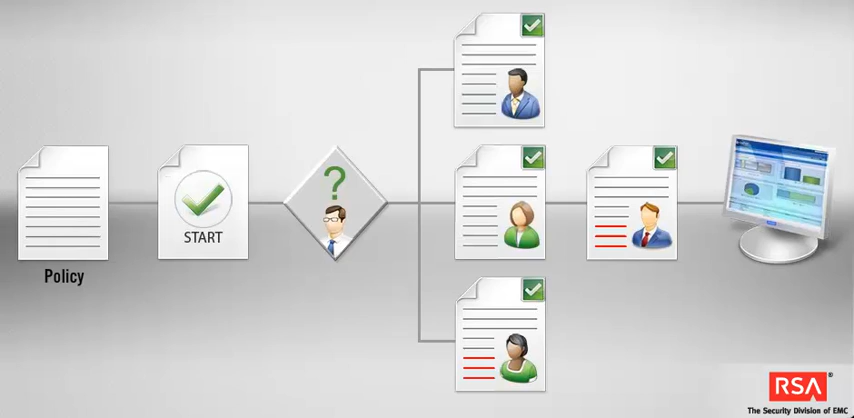 ?
START
Policy
RSA®
The Security Division of EMC